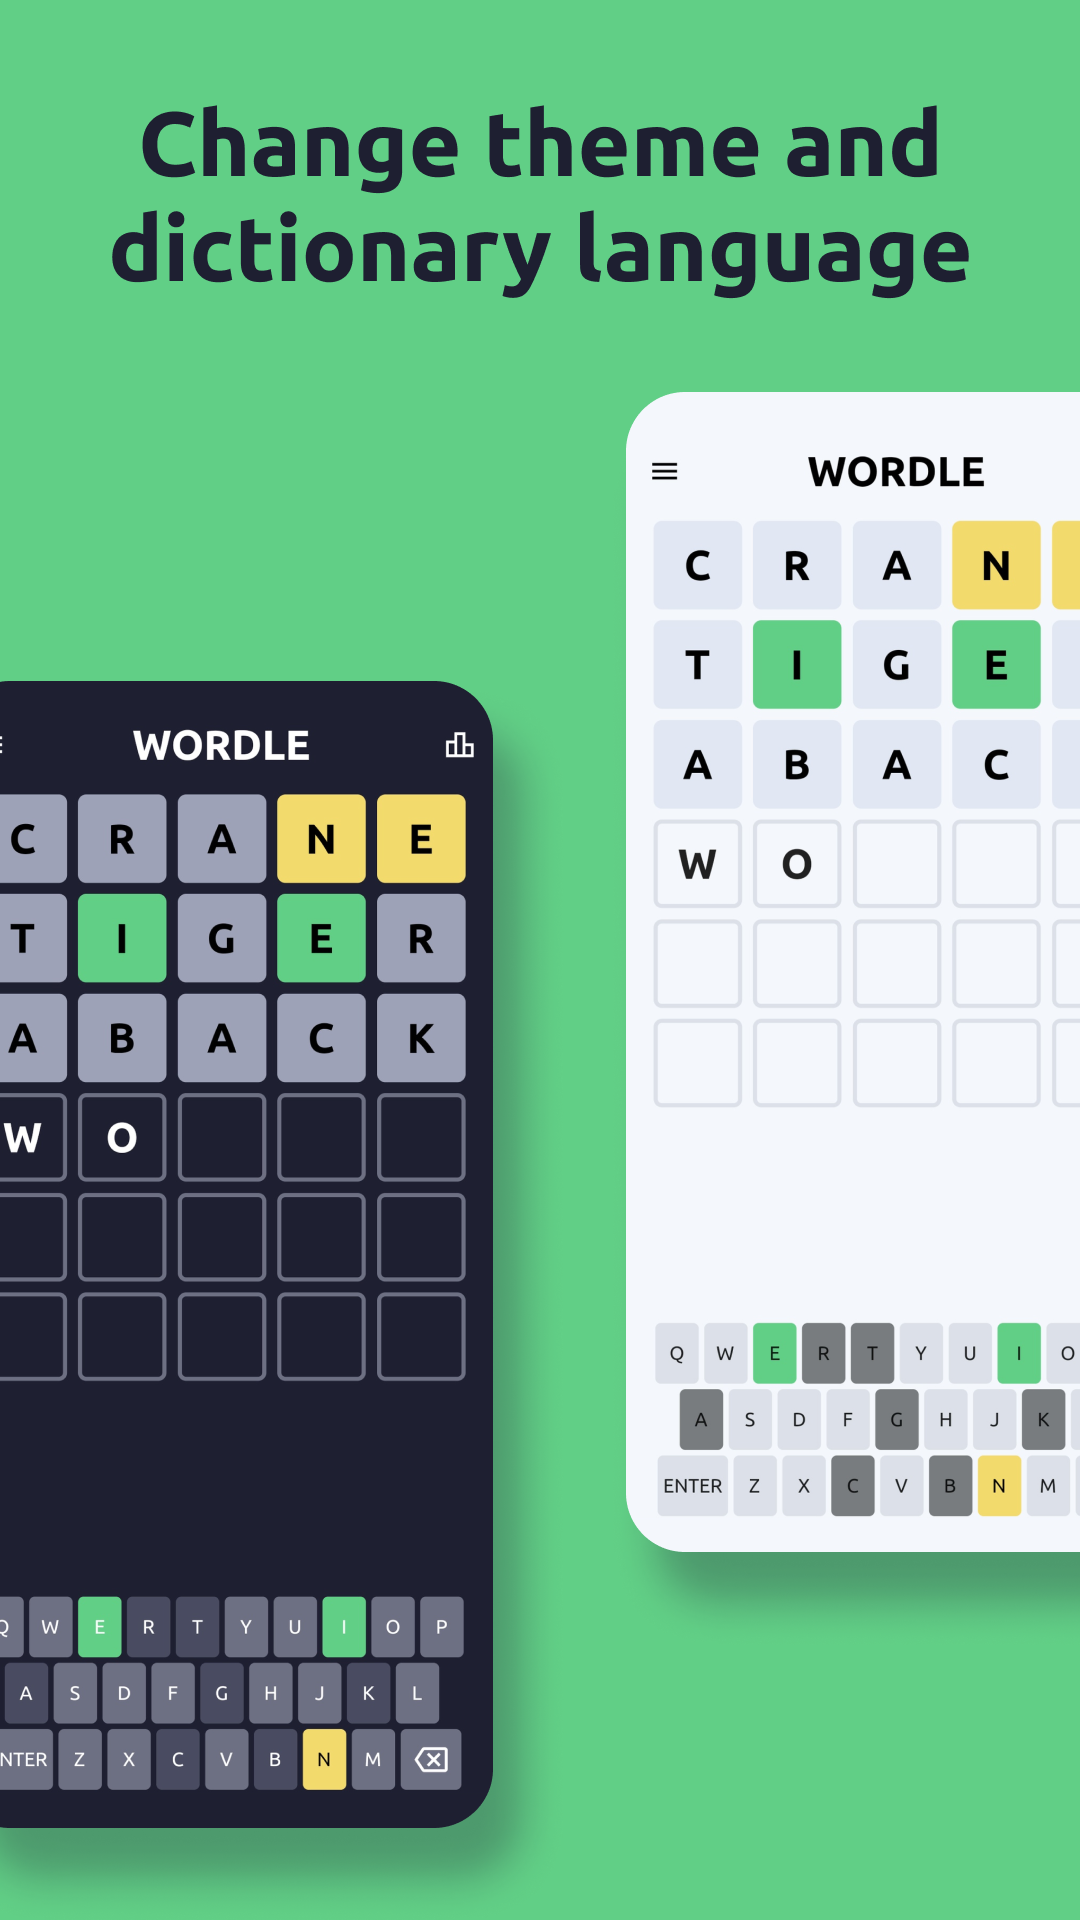 Change theme and
dictionary language
WORDLE
C R A N E
T I G E R
A B A C K
W O
Q W E R T Y U I O P
A S D F G H J K L
NTER Z X C V B N M
WORDLE
C R A N
T I G E
A B A C
W O
Q W E R T Y U I O
A S D F G H J K
ENTER Z X C V B N M